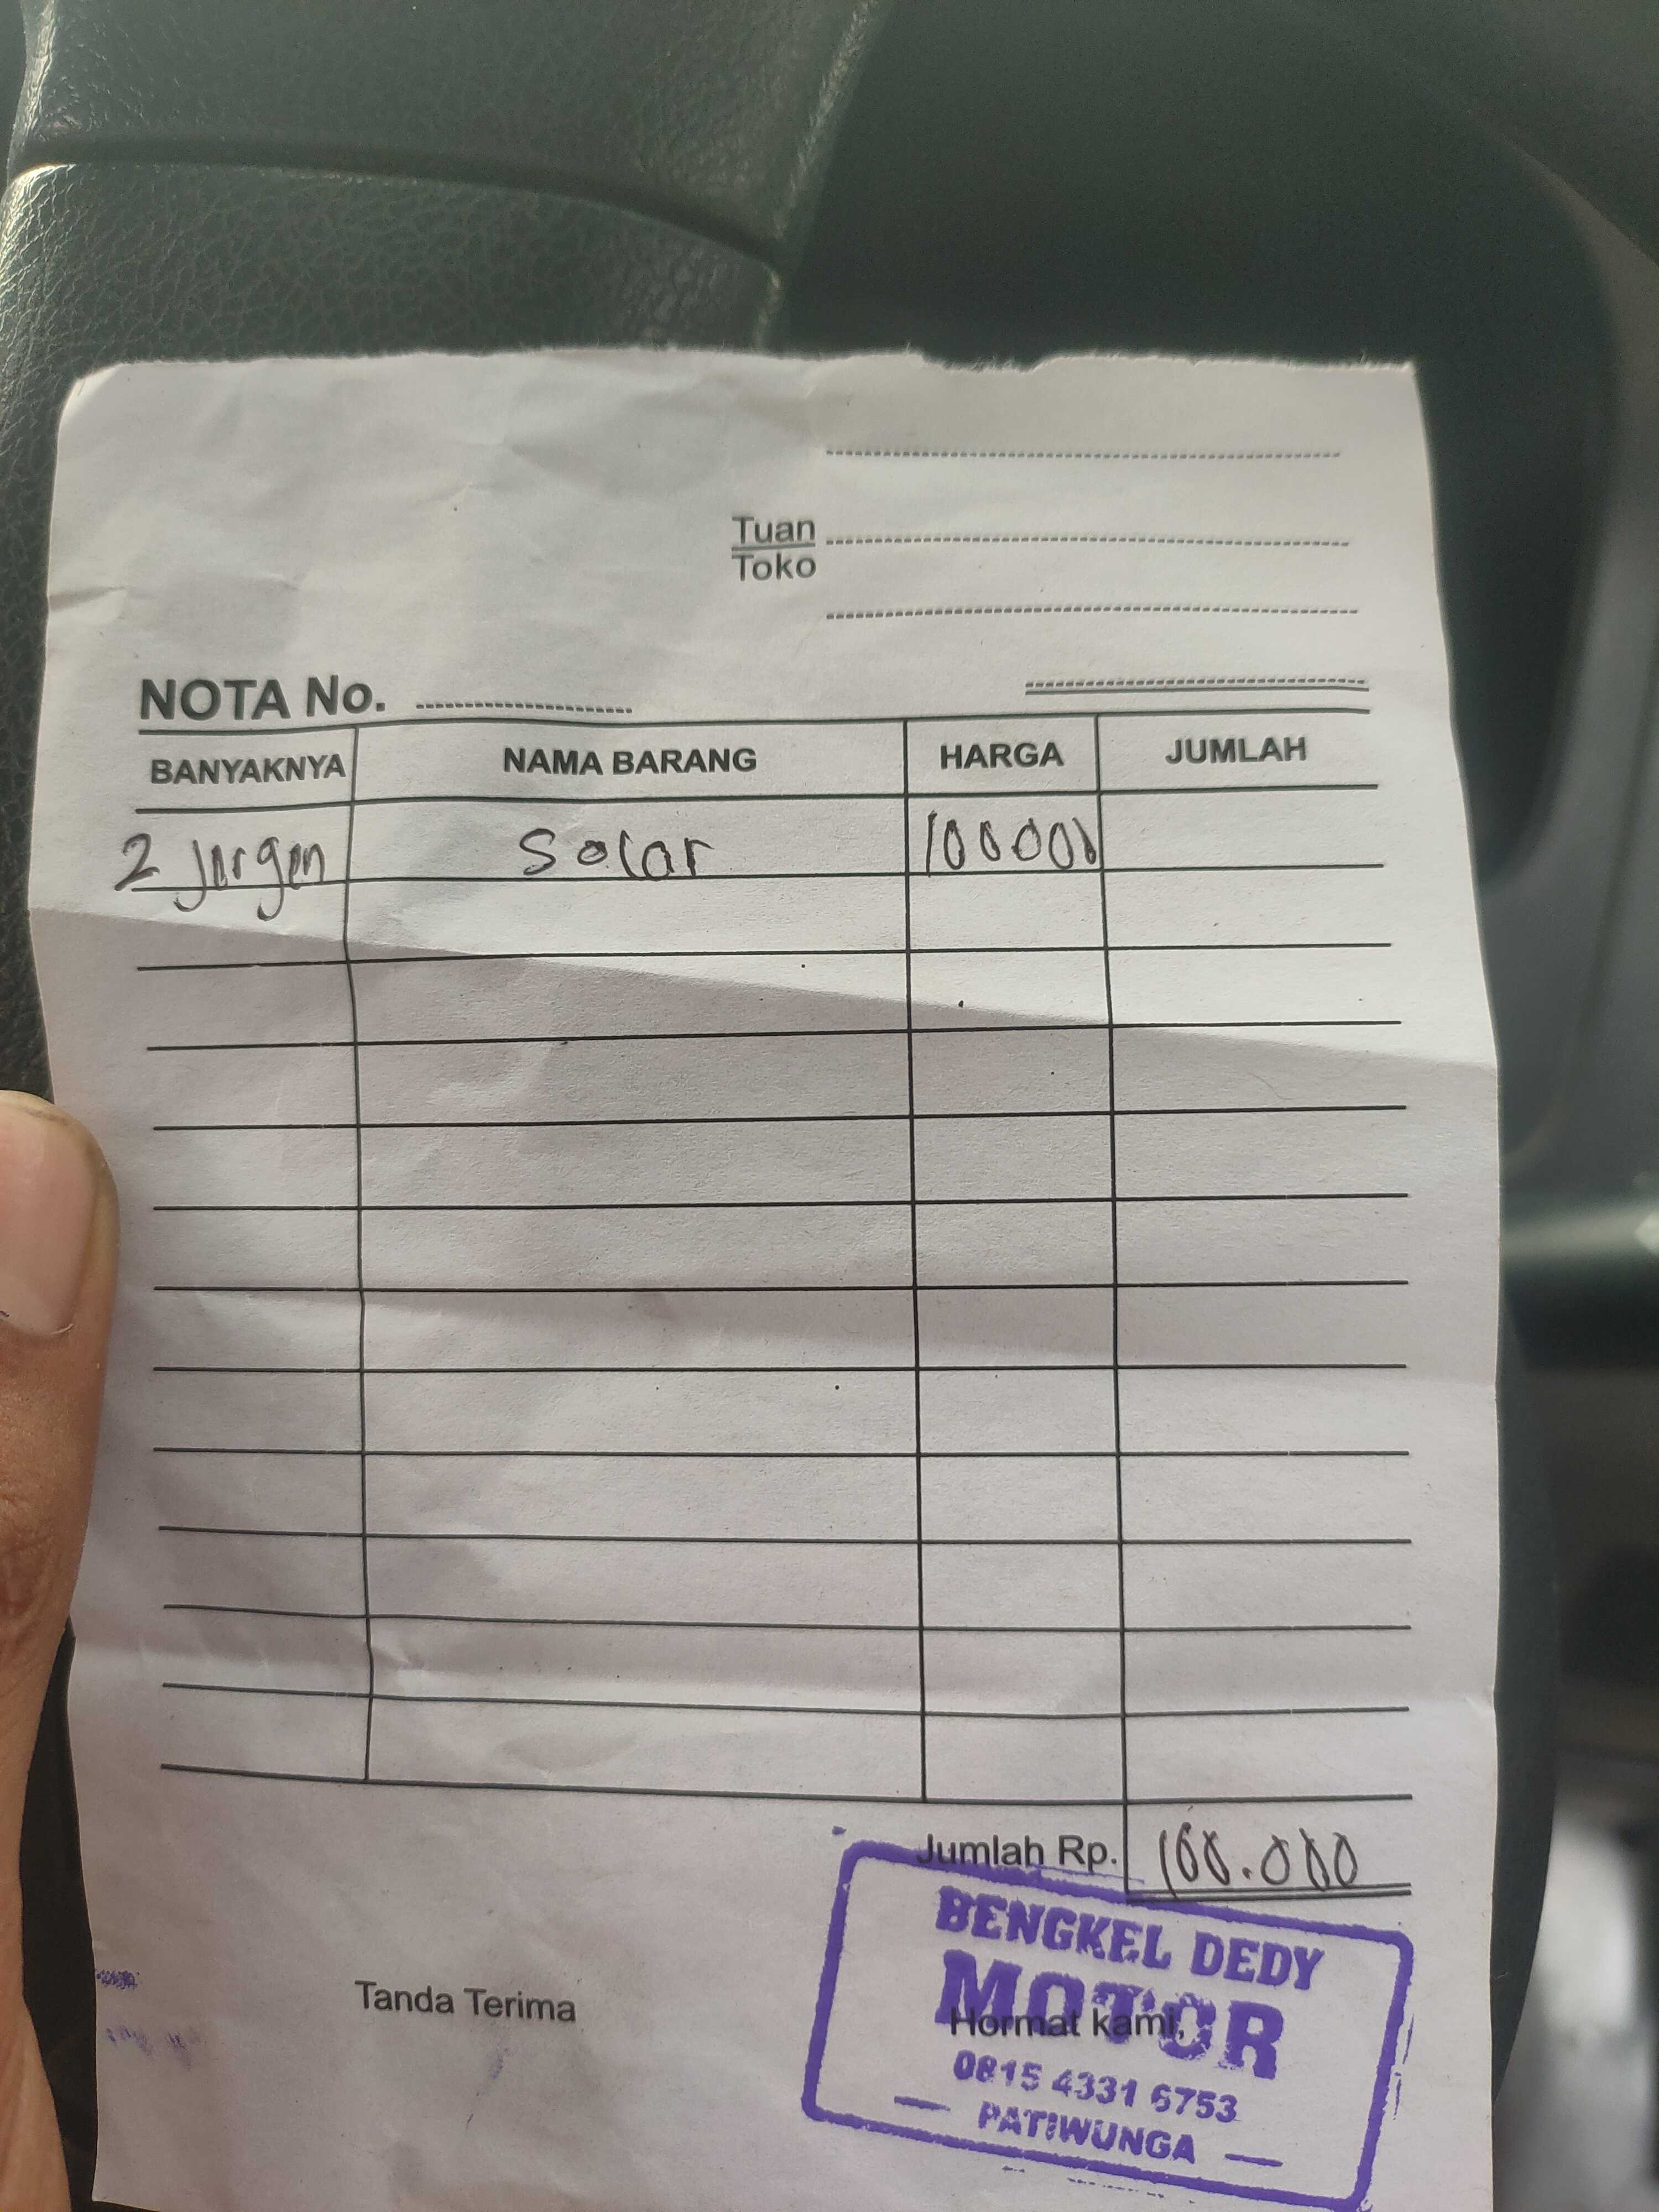 Tuan
Toko
NOTA No.
BANYAKNYA NAMA BARANG HARGA JUMLAH
2 Jergen Solar 100000
Jumlah Rp. 100.000
Tanda Terima
Hormat kami,
BENGKEL DEDY
MOTOR
0815 4331 6753
PATIWUNGA